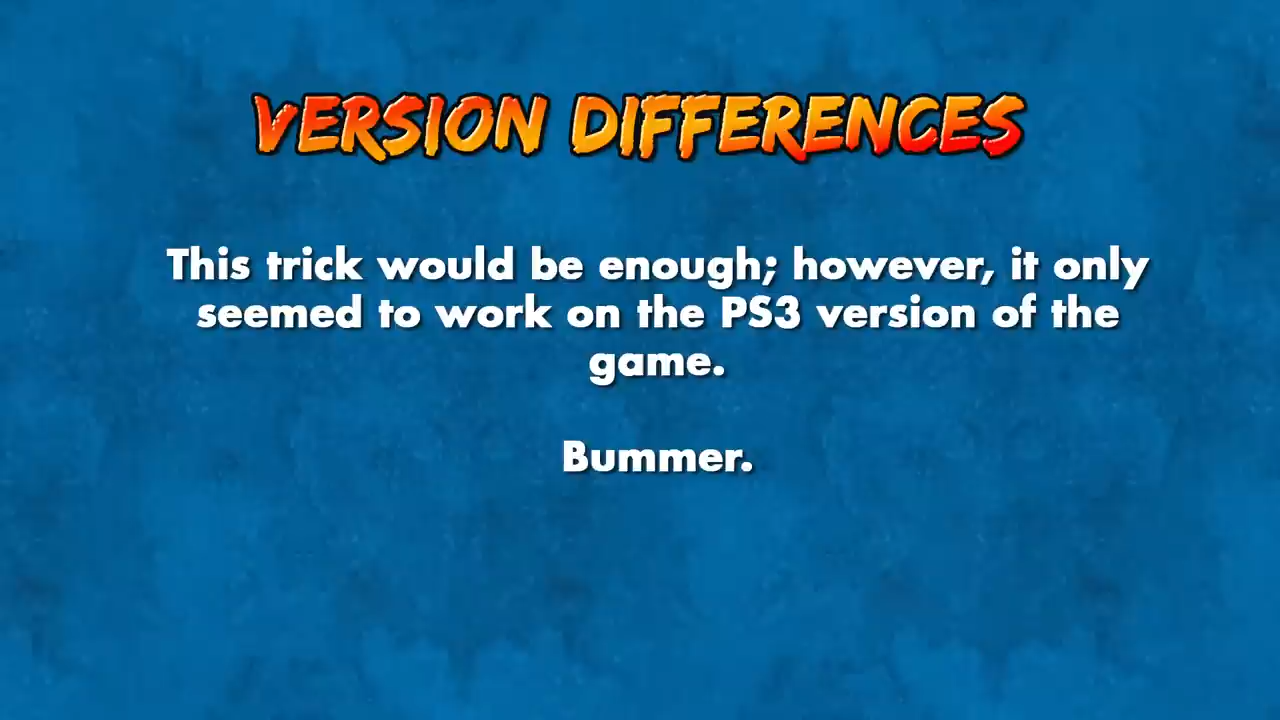 VERSION DIFFERENCES
This trick would be enough; however, it only
seemed to work on the PS3 version of the
game.
Bummer.